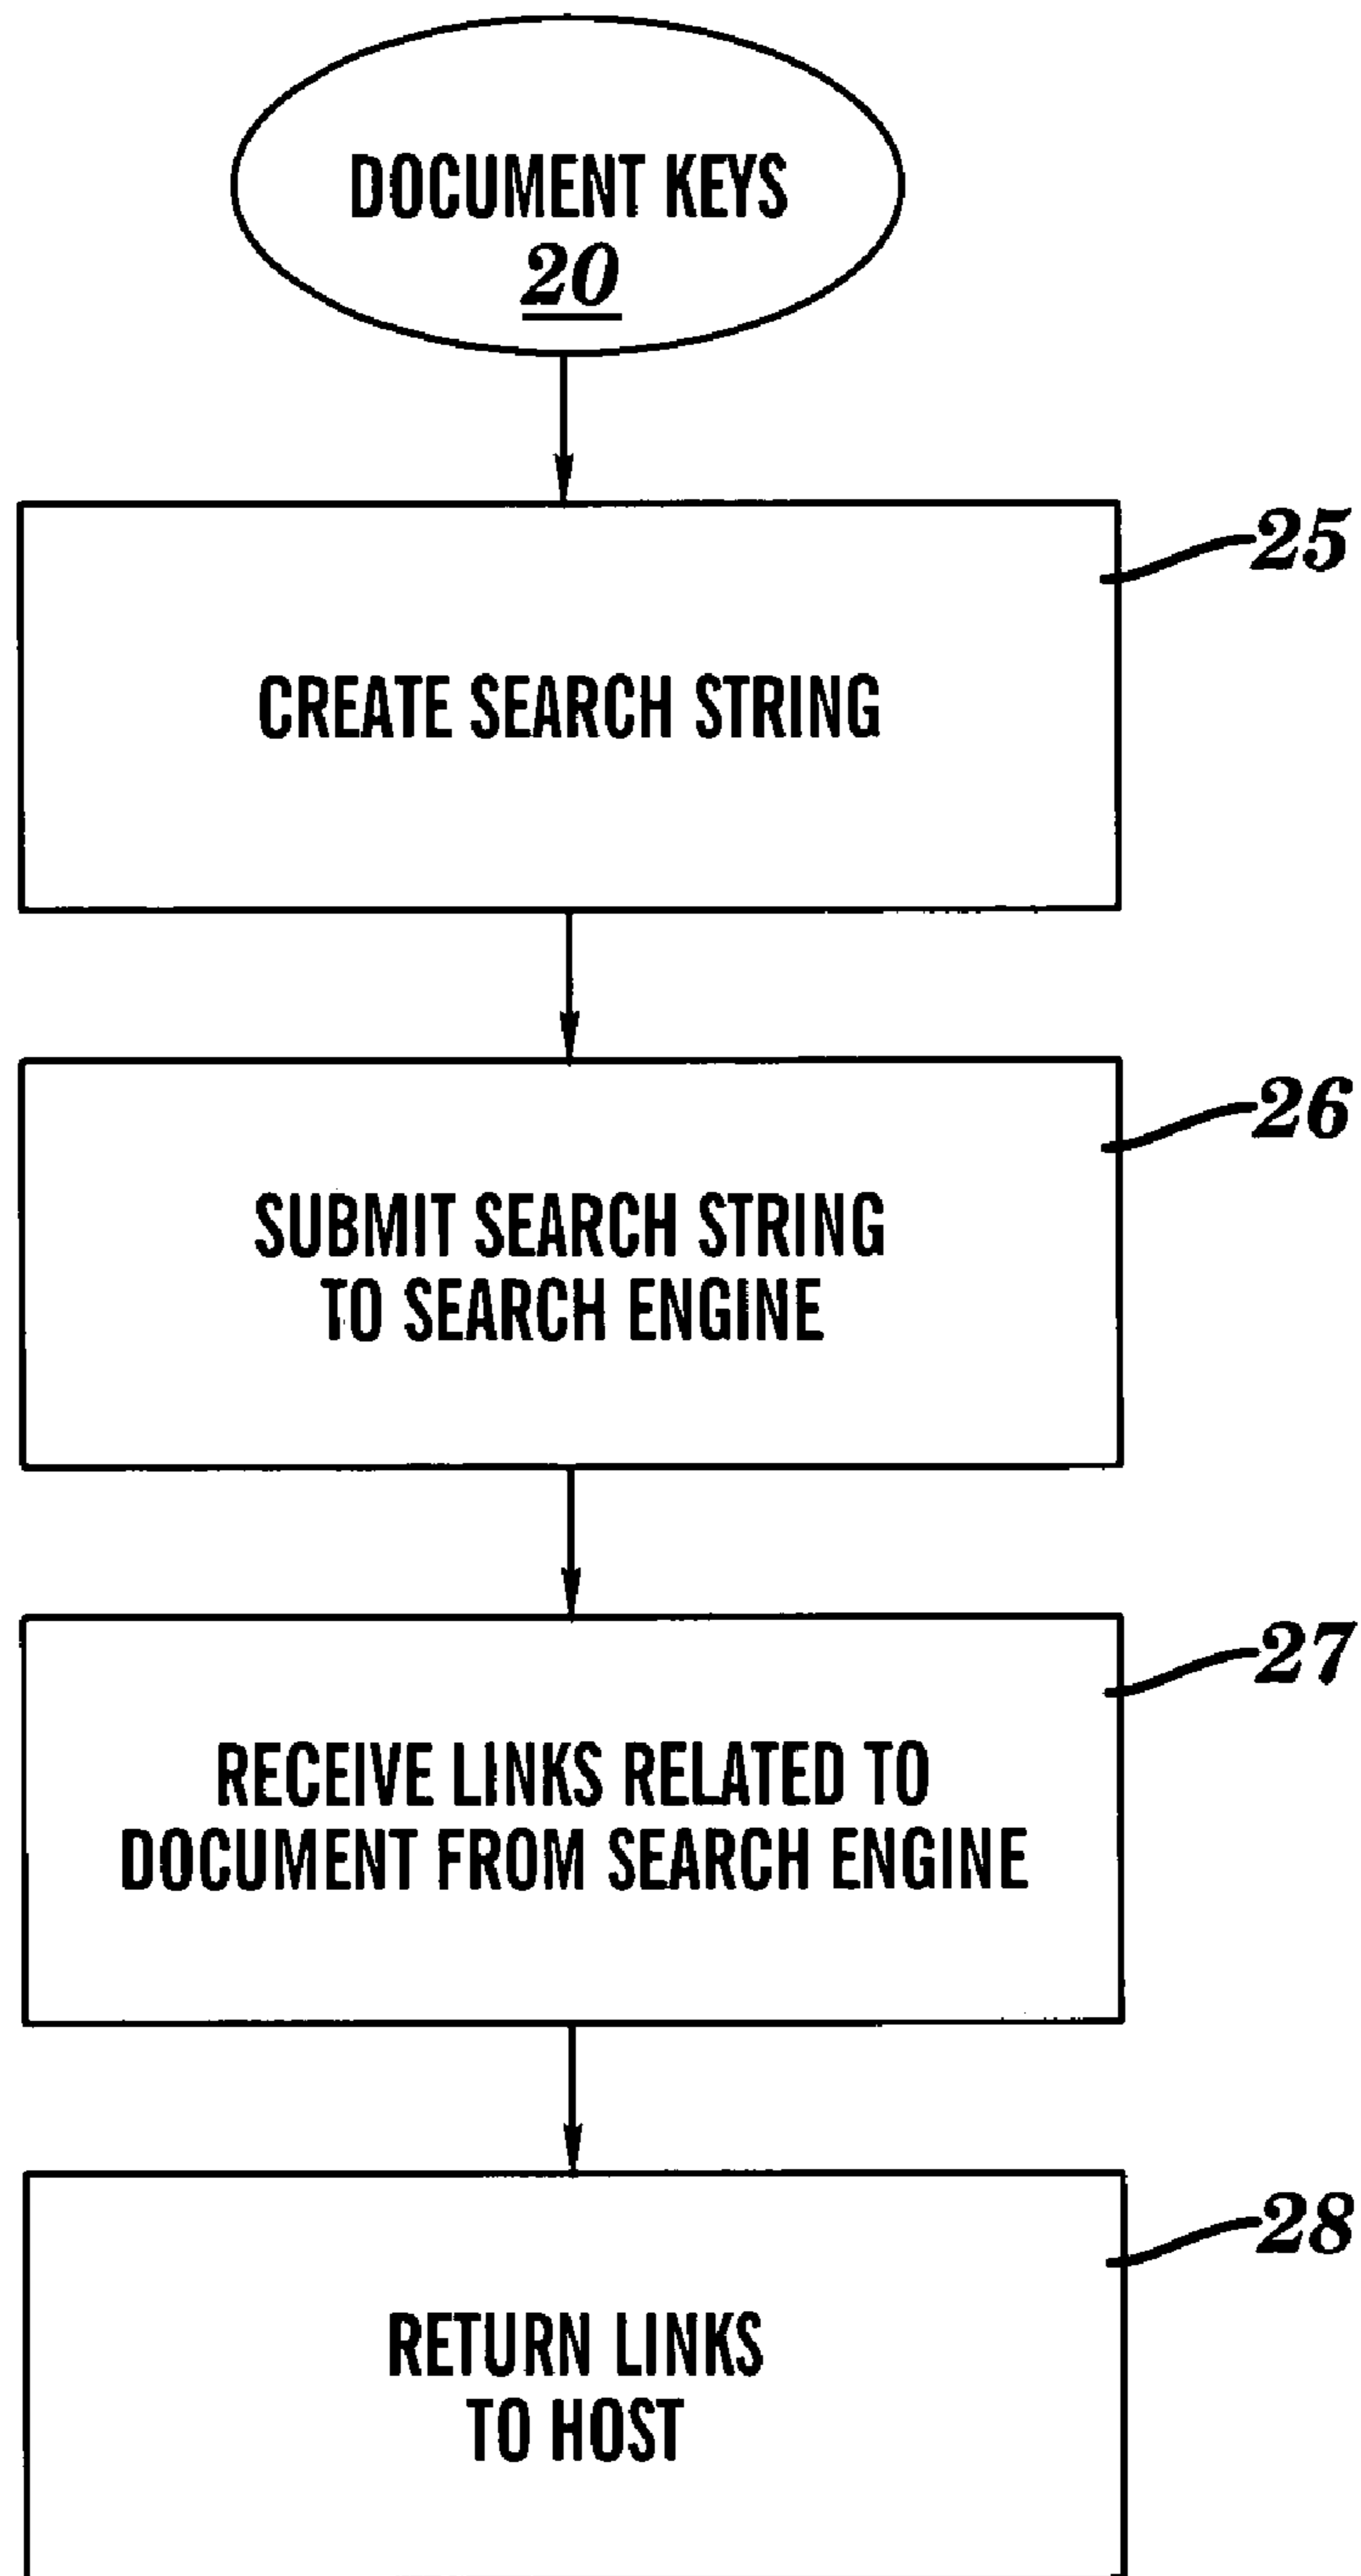 DOCUMENT KEYS
20
25
CREATE SEARCH STRING
26
SUBMIT SEARCH STRING
TO SEARCH ENGINE
27
RECEIVE LINKS RELATED TO
DOCUMENT FROM SEARCH ENGINE
28
RETURN LINKS
TO HOST